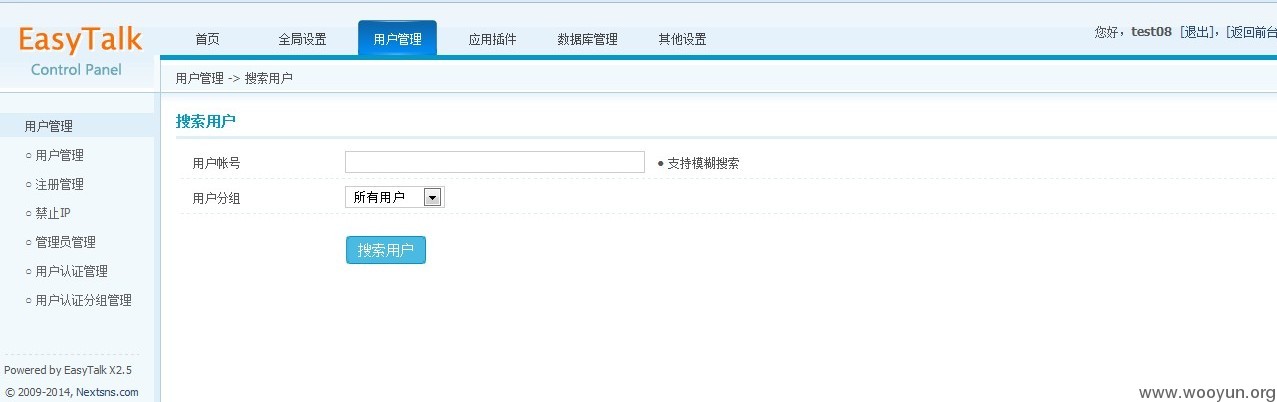 EasyTalk
Control Panel
首页 全局设置 用户管理 应用插件 数据库管理 其他设置
您好，test08 [退出]，[返回前台
用户管理 -> 搜索用户
用户管理
○ 用户管理
○ 注册管理
○ 禁止IP
○ 管理员管理
○ 用户认证管理
○ 用户认证分组管理
搜索用户
用户帐号 ● 支持模糊搜索
用户分组 所有用户
搜索用户
Powered by EasyTalk X2.5
© 2009-2014, Nextsns.com
www.wooyun.org